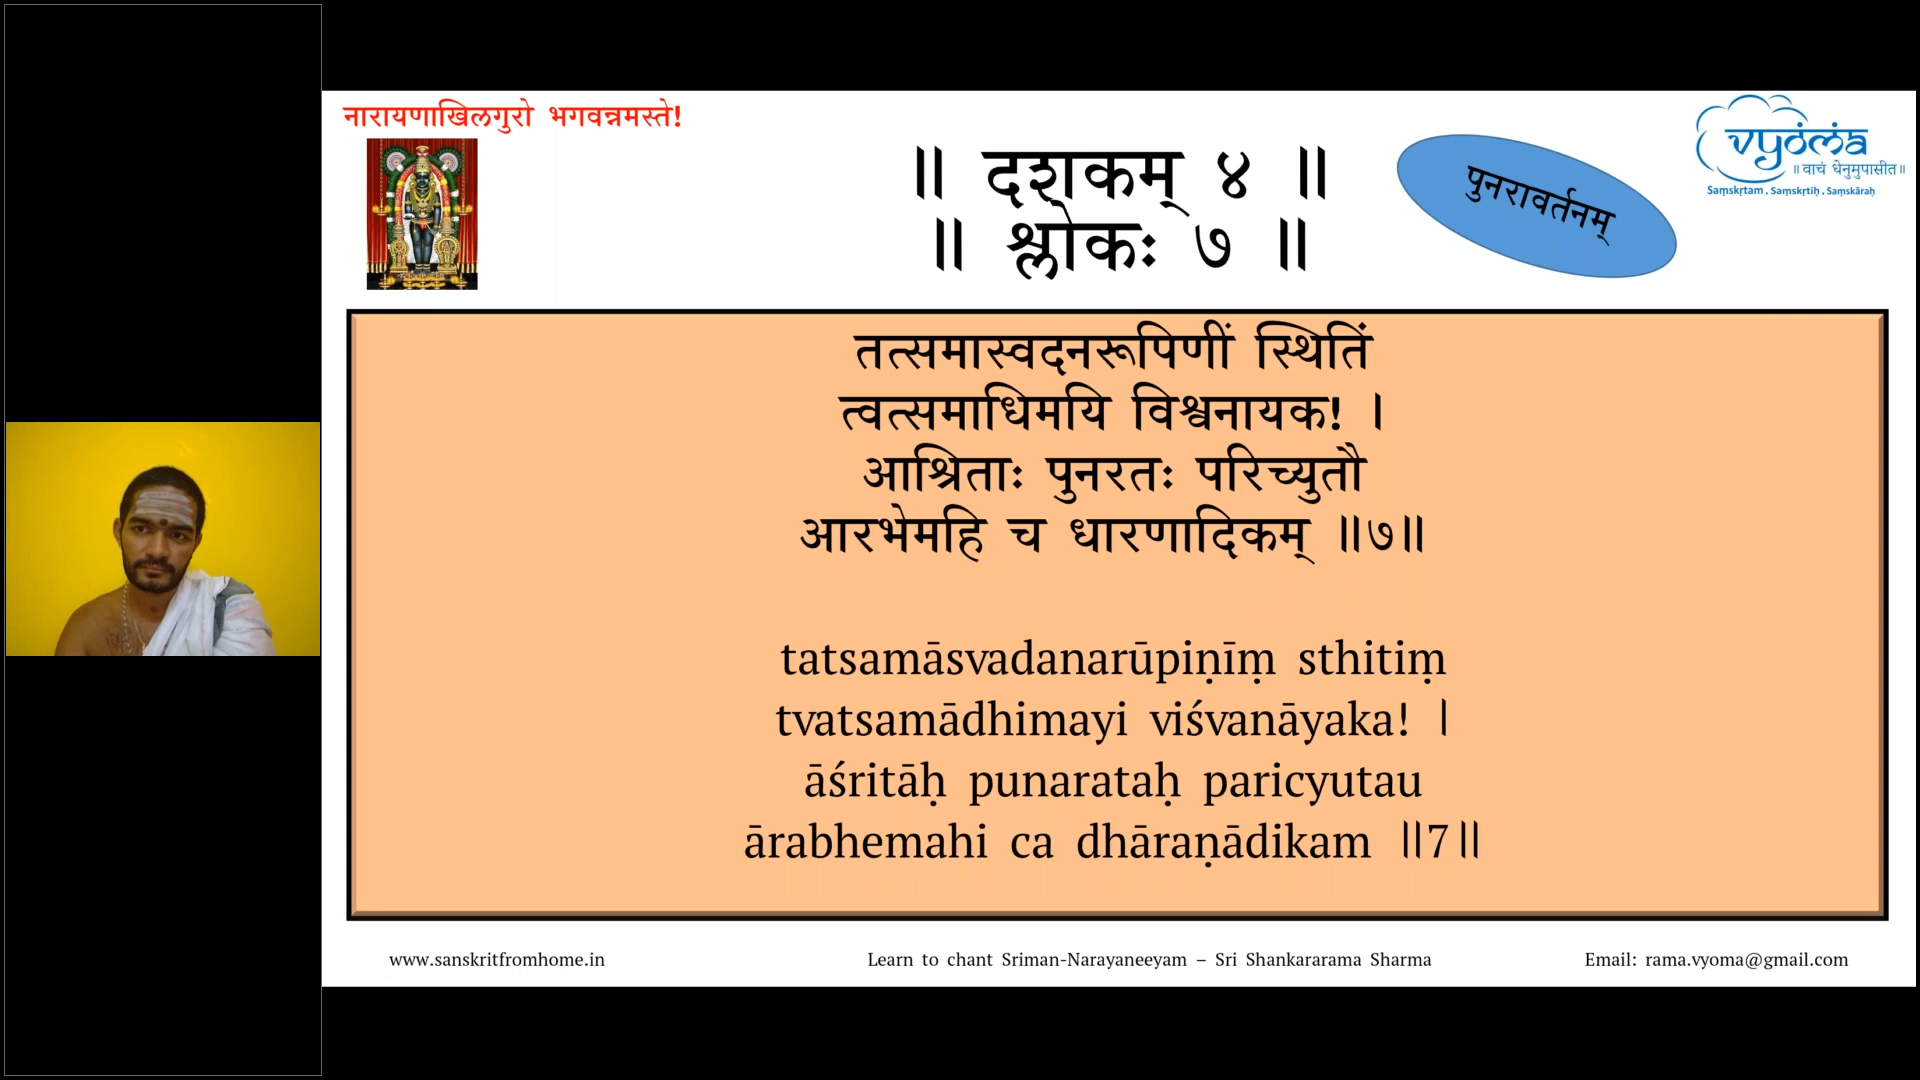 नारायणाखिलगुरो भगवन्नमस्ते!
॥ दशकम् ४ ॥
॥ श्लोकः ७ ॥
पुनरावर्तनम्
vyoma
॥ वाचं धेनुमुपासीत॥
Saṃskṛtam . Saṃskṛtiḥ . Saṃskāraḥ
तत्समास्वदनरूपिणीं स्थितिं
त्वत्समाधिमयि विश्वनायक! ।
आश्रिताः पुनरतः परिच्युतौ
आरभेमहि च धारणादिकम् ॥७॥
tatsamāsvadanarūpiṇīṃ sthitiṃ
tvatsamādhimayi viśvanāyaka! |
āśritāḥ punarataḥ paricyutau
ārabhemahi ca dhāraṇādikam ||7||
www.sanskritfromhome.in
Learn to chant Sriman-Narayaneeyam – Sri Shankararama Sharma
Email: rama.vyoma@gmail.com